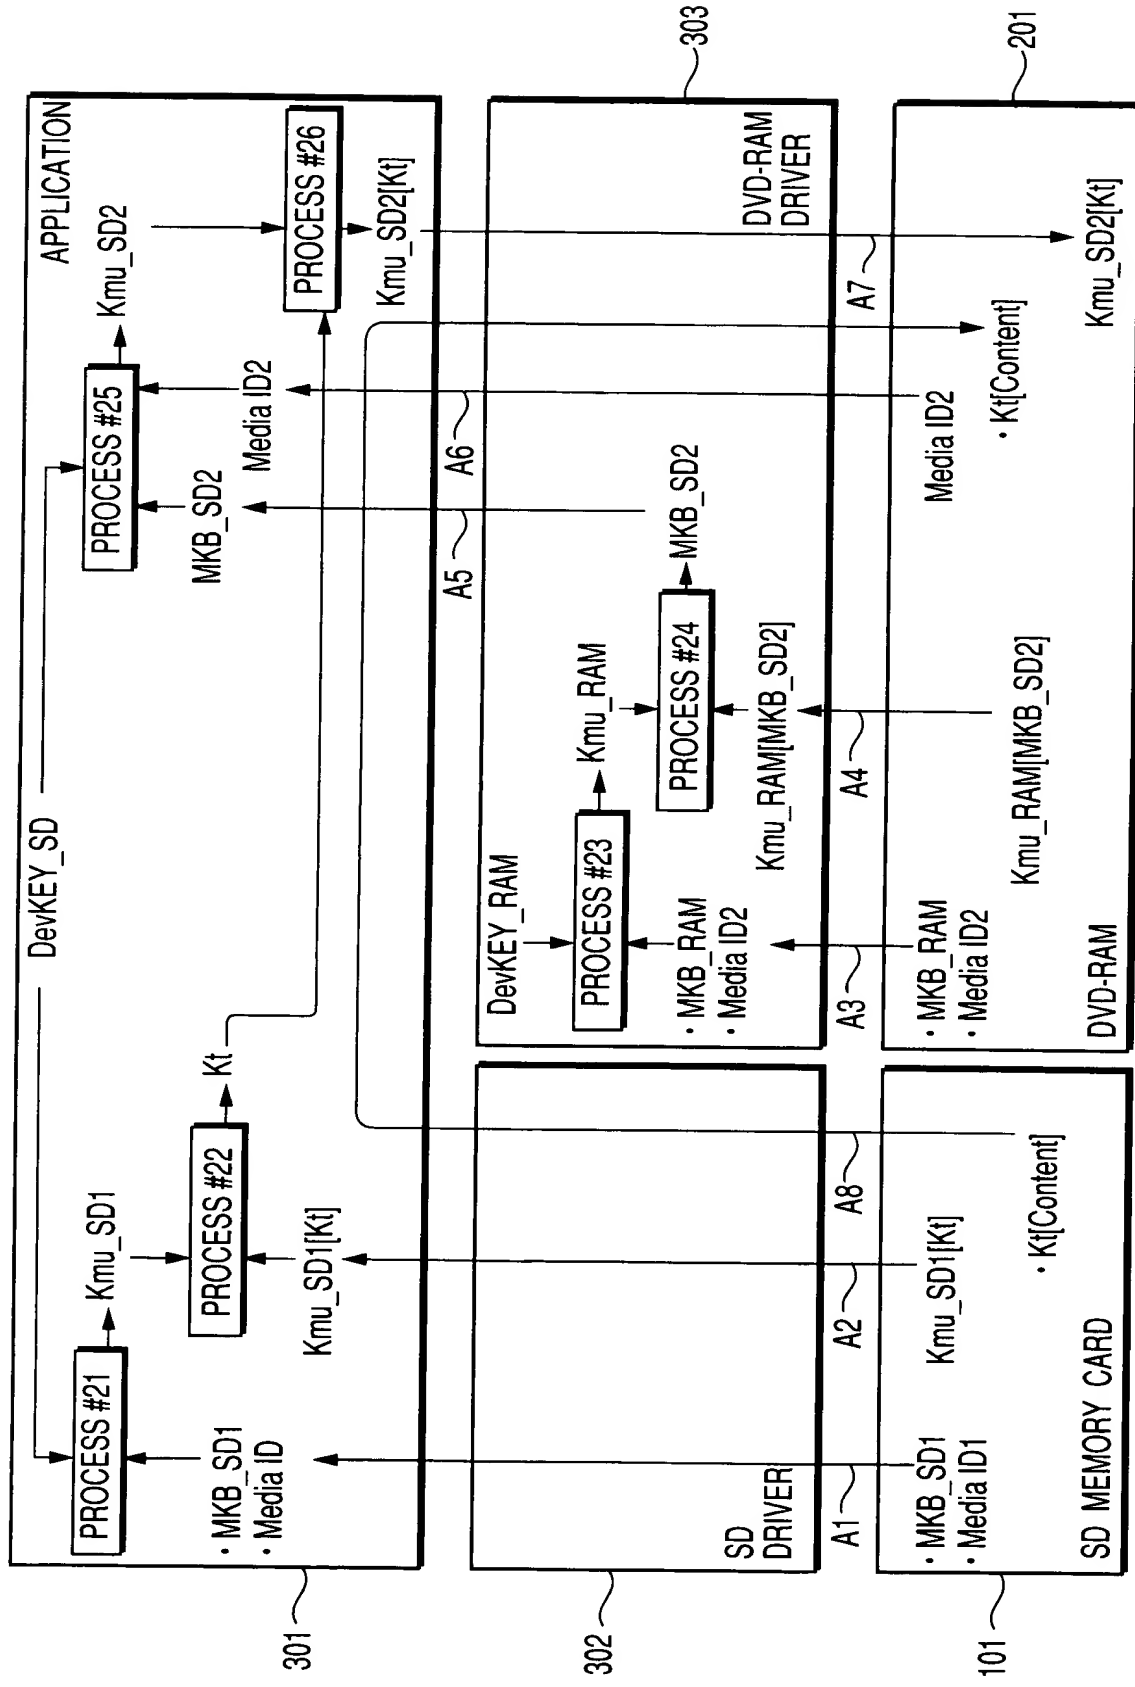 APPLICATION
DevKEY_SD
PROCESS #21
Kmu_SD1
• MKB_SD1
• Media ID
PROCESS #22
Kt
Kmu_SD1[Kt]
PROCESS #25
Kmu_SD2
MKB_SD2
Media ID2
PROCESS #26
Kmu_SD2[Kt]
301
SD
DRIVER
302
DevKEY_RAM
PROCESS #23
Kmu_RAM
• MKB_RAM
• Media ID2
PROCESS #24
MKB_SD2
Kmu_RAM[MKB_SD2]
DVD-RAM
DRIVER
303
A1
A2
A8
A3
A4
A5
A6
A7
• MKB_SD1
• Media ID1
Kmu_SD1[Kt]
• Kt[Content]
SD MEMORY CARD
101
• MKB_RAM
• Media ID2
Kmu_RAM[MKB_SD2]
Media ID2
• Kt[Content]
Kmu_SD2[Kt]
DVD-RAM
201